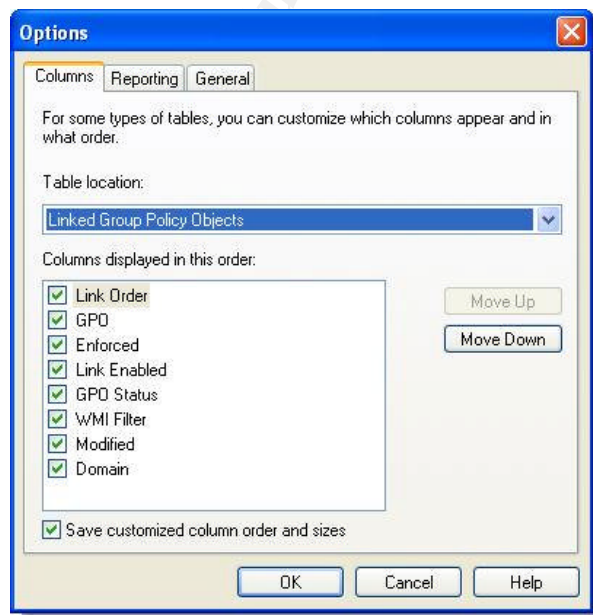 Options
Columns Reporting General
For some types of tables, you can customize which columns appear and in
what order.
Table location:
Linked Group Policy Objects
Columns displayed in this order:
Link Order
GPO
Enforced
Link Enabled
GPO Status
WMI Filter
Modified
Domain
Move Up
Move Down
Save customized column order and sizes
OK Cancel Help